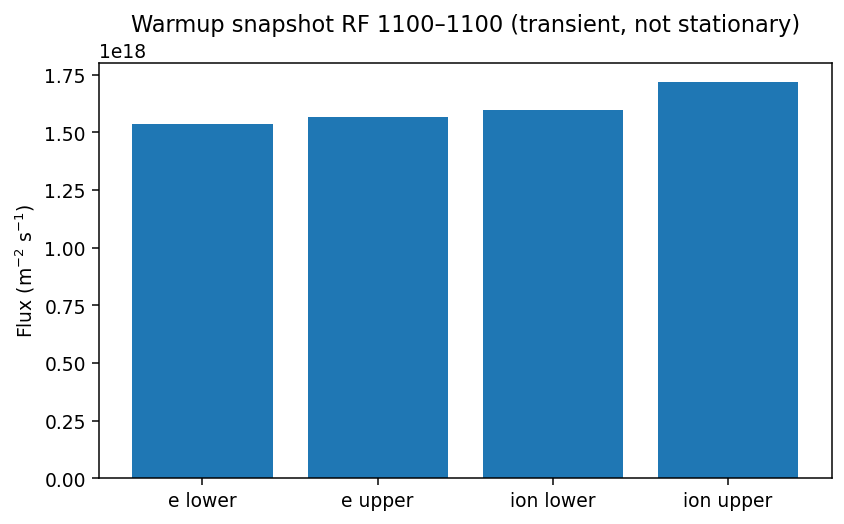 Warmup snapshot RF 1100–1100 (transient, not stationary)
1e18
1.75
1.50
1.25
1.00
0.75
0.50
0.25
0.00
Flux (m⁻² s⁻¹)
e lower
e upper
ion lower
ion upper